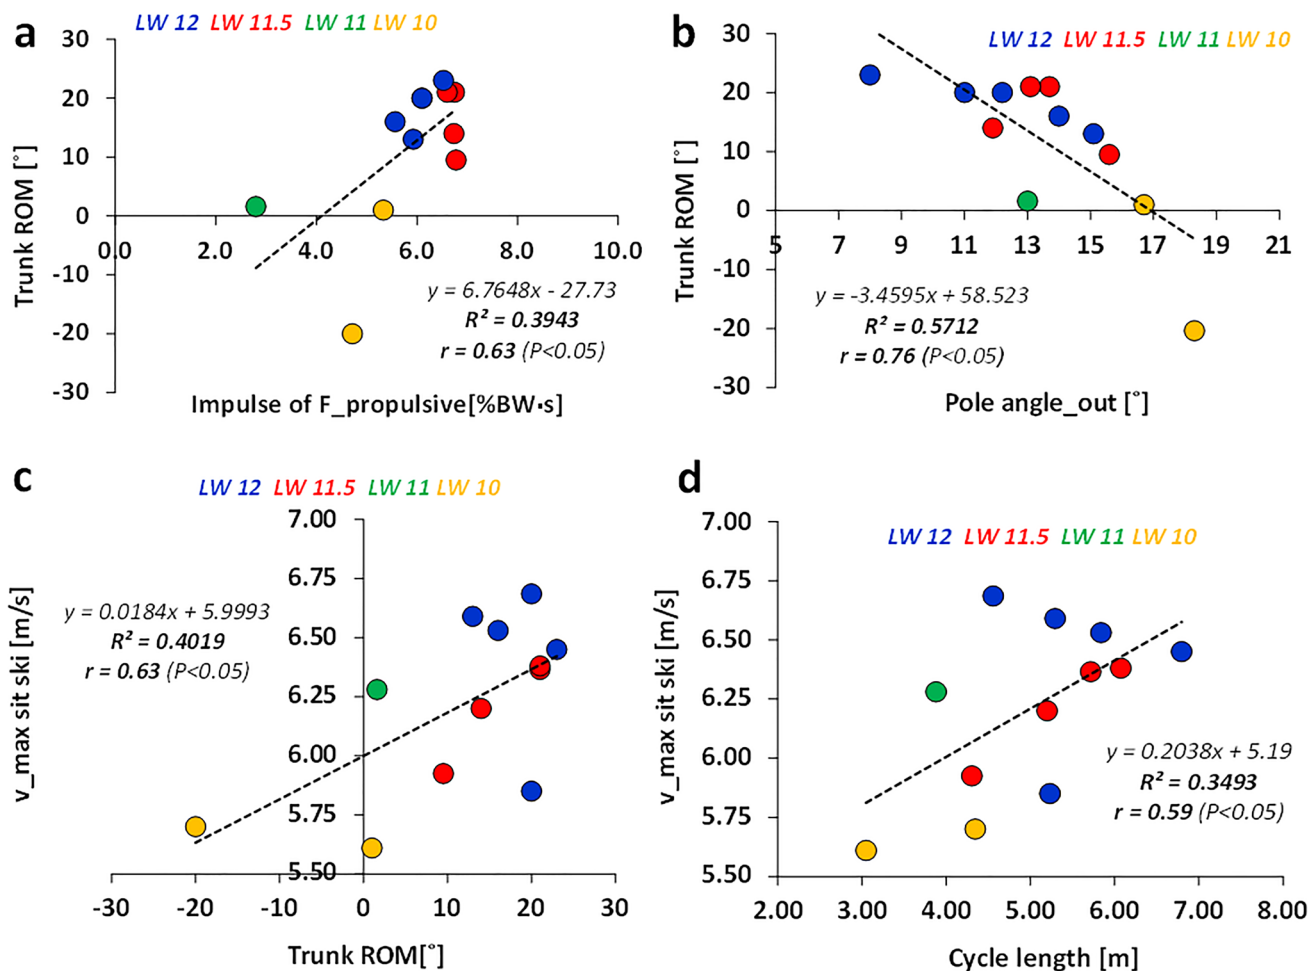 a
LW 12 LW 11.5 LW 11 LW 10
30
20
10
0
-10
-20
-30
0.0 2.0 4.0 6.0 8.0 10.0
Trunk ROM [°]
y = 6.7648x - 27.73
R² = 0.3943
r = 0.63 (P<0.05)
Impulse of F_propulsive[%BW·s]
b
LW 12 LW 11.5 LW 11 LW 10
30
20
10
0
-10
-20
-30
5 7 9 11 13 15 17 19 21
Trunk ROM [°]
y = -3.4595x + 58.523
R² = 0.5712
r = 0.76 (P<0.05)
Pole angle_out [°]
c
LW 12 LW 11.5 LW 11 LW 10
7.00
6.75
6.50
6.25
6.00
5.75
5.50
v_max sit ski [m/s]
y = 0.0184x + 5.9993
R² = 0.4019
r = 0.63 (P<0.05)
-30 -20 -10 0 10 20 30
Trunk ROM[°]
d
LW 12 LW 11.5 LW 11 LW 10
7.00
6.75
6.50
6.25
6.00
5.75
5.50
v_max sit ski [m/s]
y = 0.2038x + 5.19
R² = 0.3493
r = 0.59 (P<0.05)
2.00 3.00 4.00 5.00 6.00 7.00 8.00
Cycle length [m]